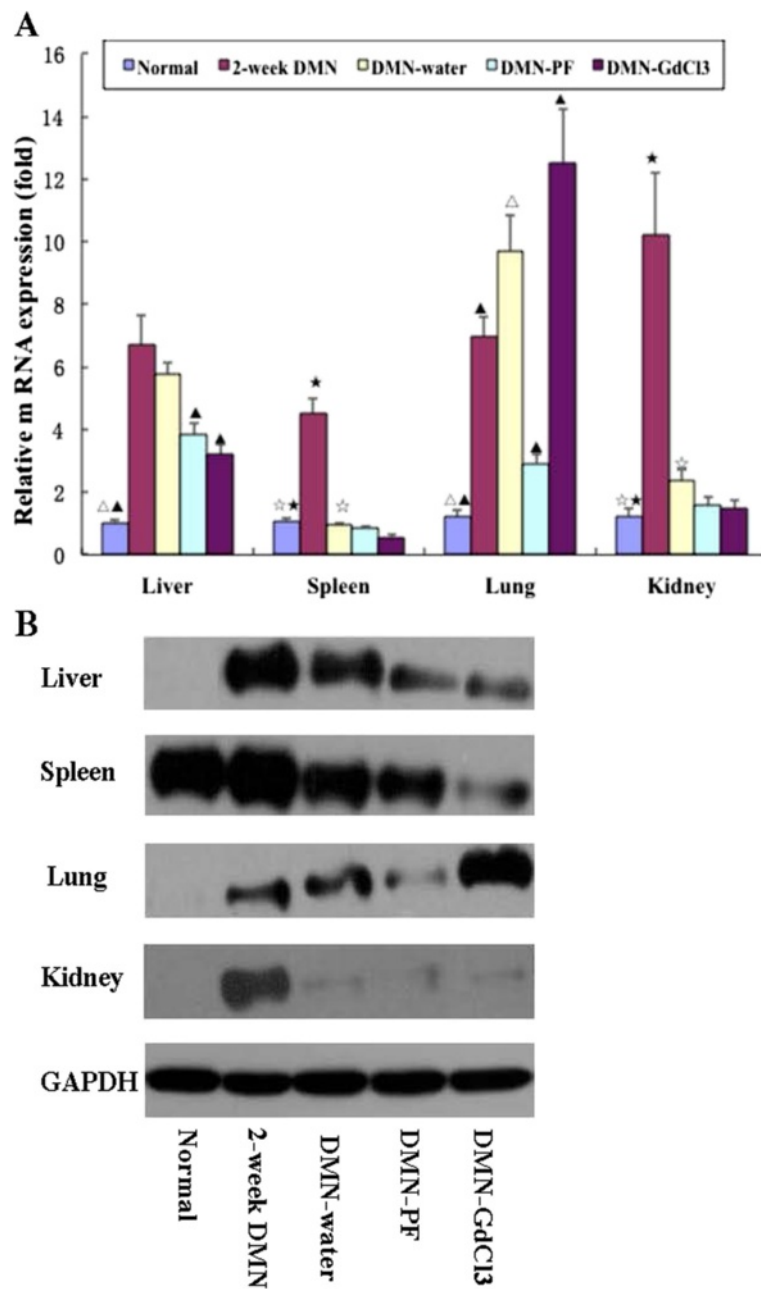 A
16
14
12
10
8
6
4
2
0
Relative m RNA expression (fold)
Normal 2-week DMN DMN-water DMN-PF DMN-GdCl3
△▲ ▲ ▲
☆★ ★ ☆
△▲ ▲ △ ▲ ▲
☆★ ★ ☆
Liver Spleen Lung Kidney
B
Liver
Spleen
Lung
Kidney
GAPDH
Normal
2-week DMN
DMN-water
DMN-PF
DMN-GdCl3